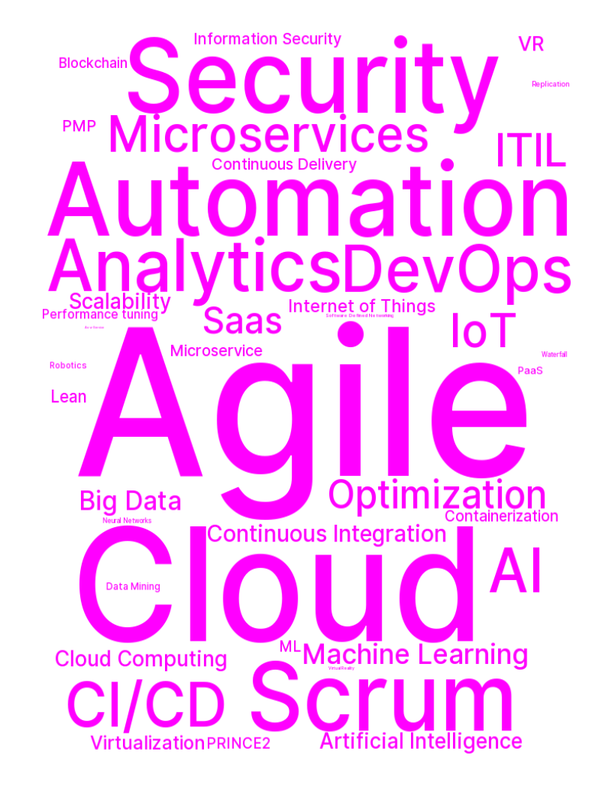 Information Security
VR
Blockchain
Security
Replication
PMP
Microservices
ITIL
Continuous Delivery
Automation
Analytics
DevOps
Scalability
Internet of Things
Performance tuning
Saas
Software Defined Networking
IoT
Microservice
Waterfall
Robotics
PaaS
Agile
Lean
Big Data
Optimization
Containerization
Neural Networks
Continuous Integration
Cloud
AI
Data Mining
ML
Machine Learning
Cloud Computing
Virtual Reality
CI/CD
Scrum
Virtualization
PRINCE2
Artificial Intelligence